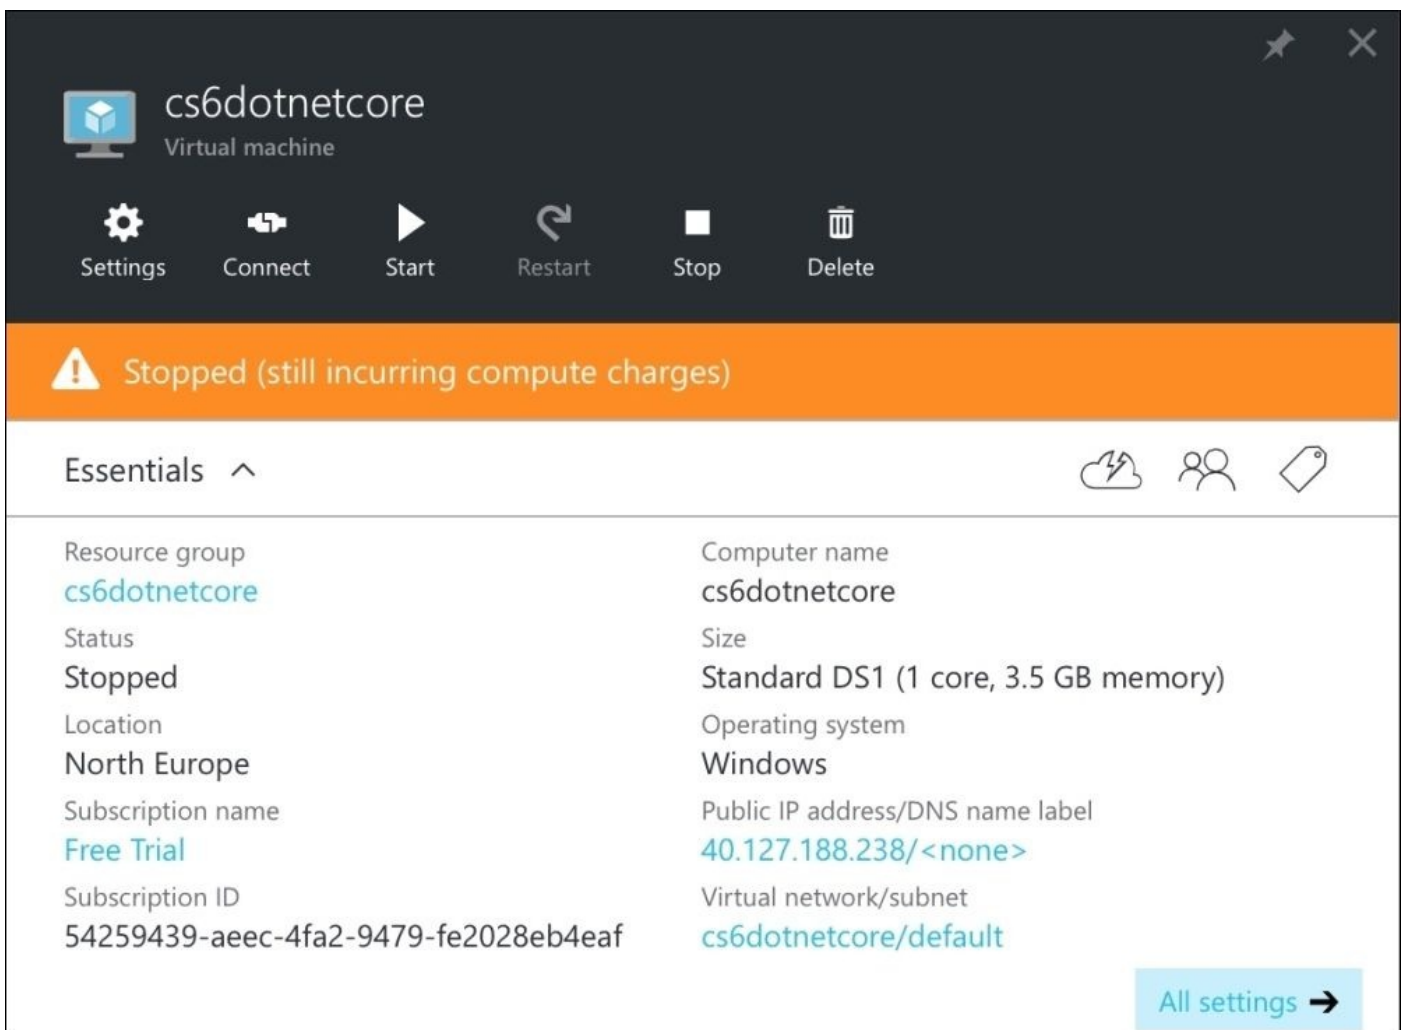 cs6dotnetcore
Virtual machine
Settings Connect Start Restart Stop Delete
Stopped (still incurring compute charges)
Essentials
Resource group
cs6dotnetcore
Status
Stopped
Location
North Europe
Subscription name
Free Trial
Subscription ID
54259439-aeec-4fa2-9479-fe2028eb4eaf
Computer name
cs6dotnetcore
Size
Standard DS1 (1 core, 3.5 GB memory)
Operating system
Windows
Public IP address/DNS name label
40.127.188.238/<none>
Virtual network/subnet
cs6dotnetcore/default
All settings